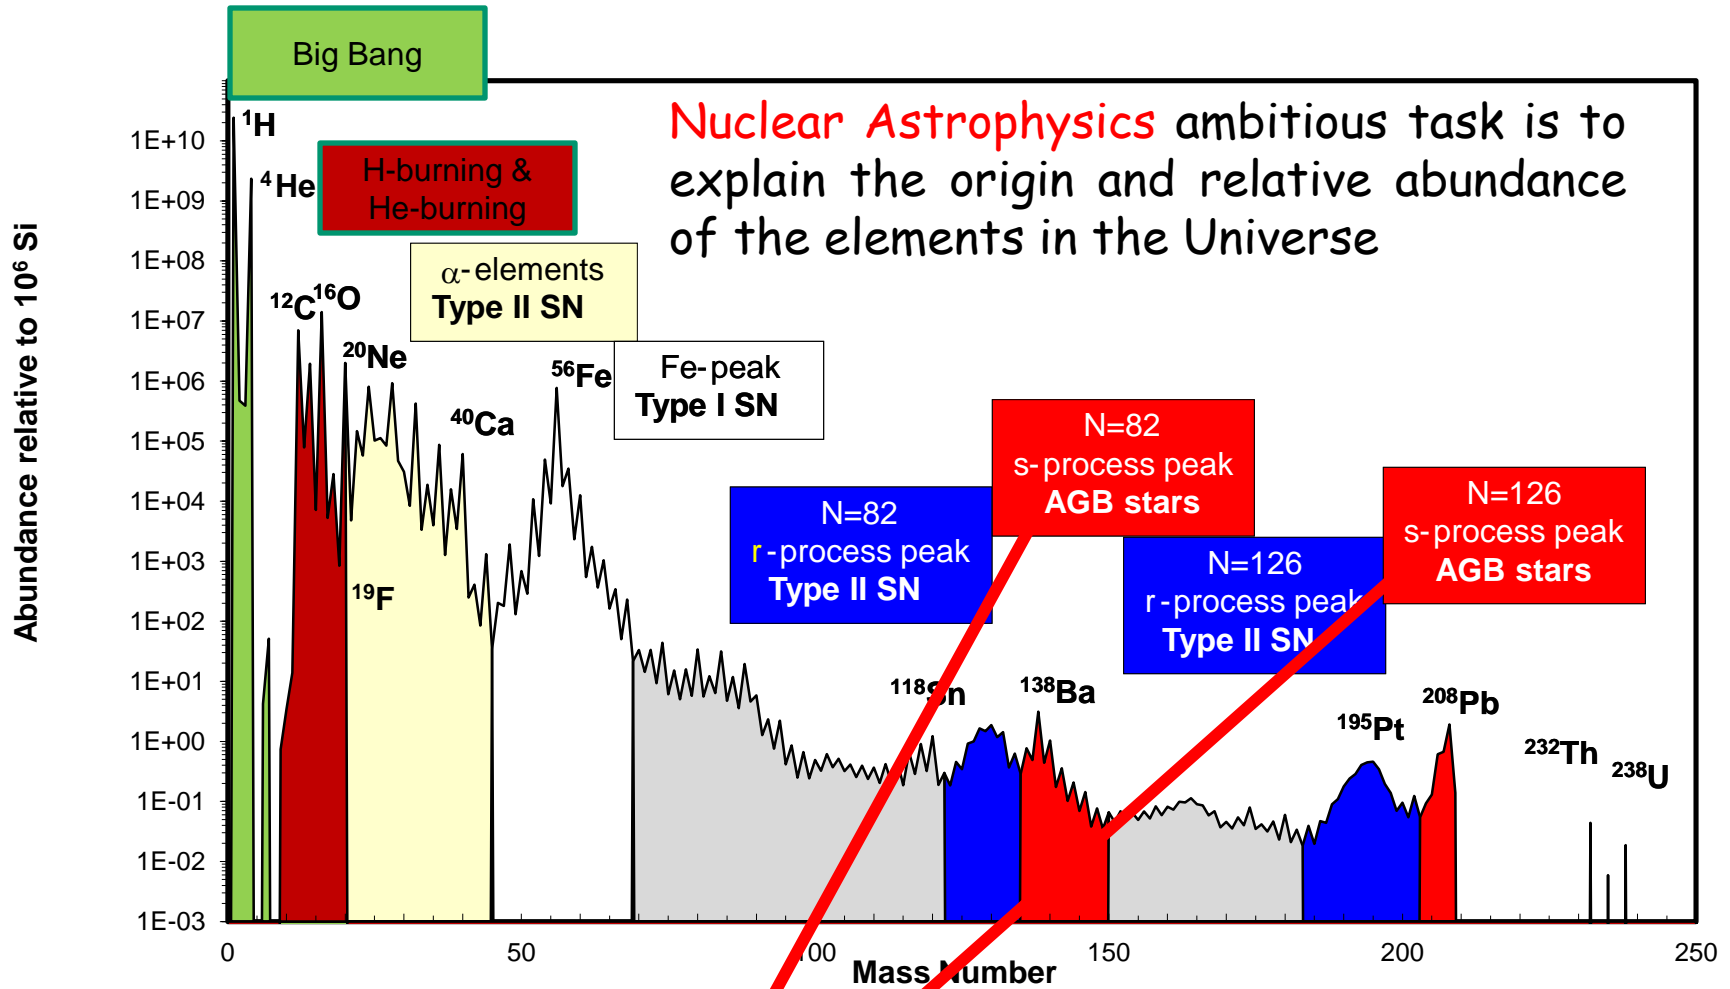 Big Bang
Nuclear Astrophysics ambitious task is to
explain the origin and relative abundance
of the elements in the Universe
¹H
⁴He
H-burning &
He-burning
α-elements
Type II SN
¹²C
¹⁶O
²⁰Ne
⁴⁰Ca
⁵⁶Fe
Fe-peak
Type I SN
N=82
s-process peak
AGB stars
N=82
r-process peak
Type II SN
N=126
s-process peak
AGB stars
N=126
r-process peak
Type II SN
¹⁹F
¹¹⁸Sn
¹³⁸Ba
¹⁹⁵Pt
²⁰⁸Pb
²³²Th
²³⁸U
Abundance relative to 10⁶ Si
1E+10
1E+09
1E+08
1E+07
1E+06
1E+05
1E+04
1E+03
1E+02
1E+01
1E+00
1E-01
1E-02
1E-03
0
50
100
150
200
250
Mass Number